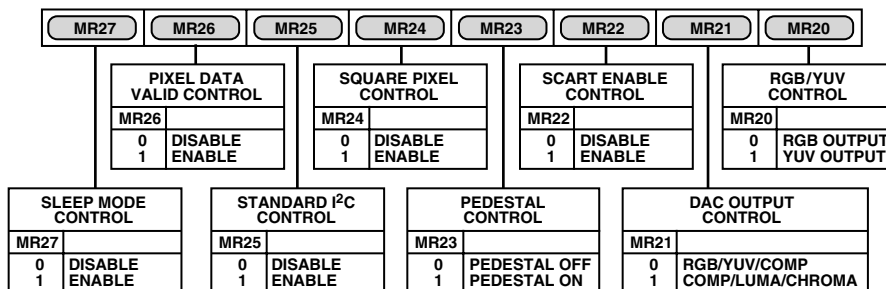 MR27 MR26 MR25 MR24 MR23 MR22 MR21 MR20
PIXEL DATA
VALID CONTROL
MR26
0 DISABLE
1 ENABLE
SQUARE PIXEL
CONTROL
MR24
0 DISABLE
1 ENABLE
SCART ENABLE
CONTROL
MR22
0 DISABLE
1 ENABLE
RGB/YUV
CONTROL
MR20
0 RGB OUTPUT
1 YUV OUTPUT
SLEEP MODE
CONTROL
MR27
0 DISABLE
1 ENABLE
STANDARD I²C
CONTROL
MR25
0 DISABLE
1 ENABLE
PEDESTAL
CONTROL
MR23
0 PEDESTAL OFF
1 PEDESTAL ON
DAC OUTPUT
CONTROL
MR21
0 RGB/YUV/COMP
1 COMP/LUMA/CHROMA